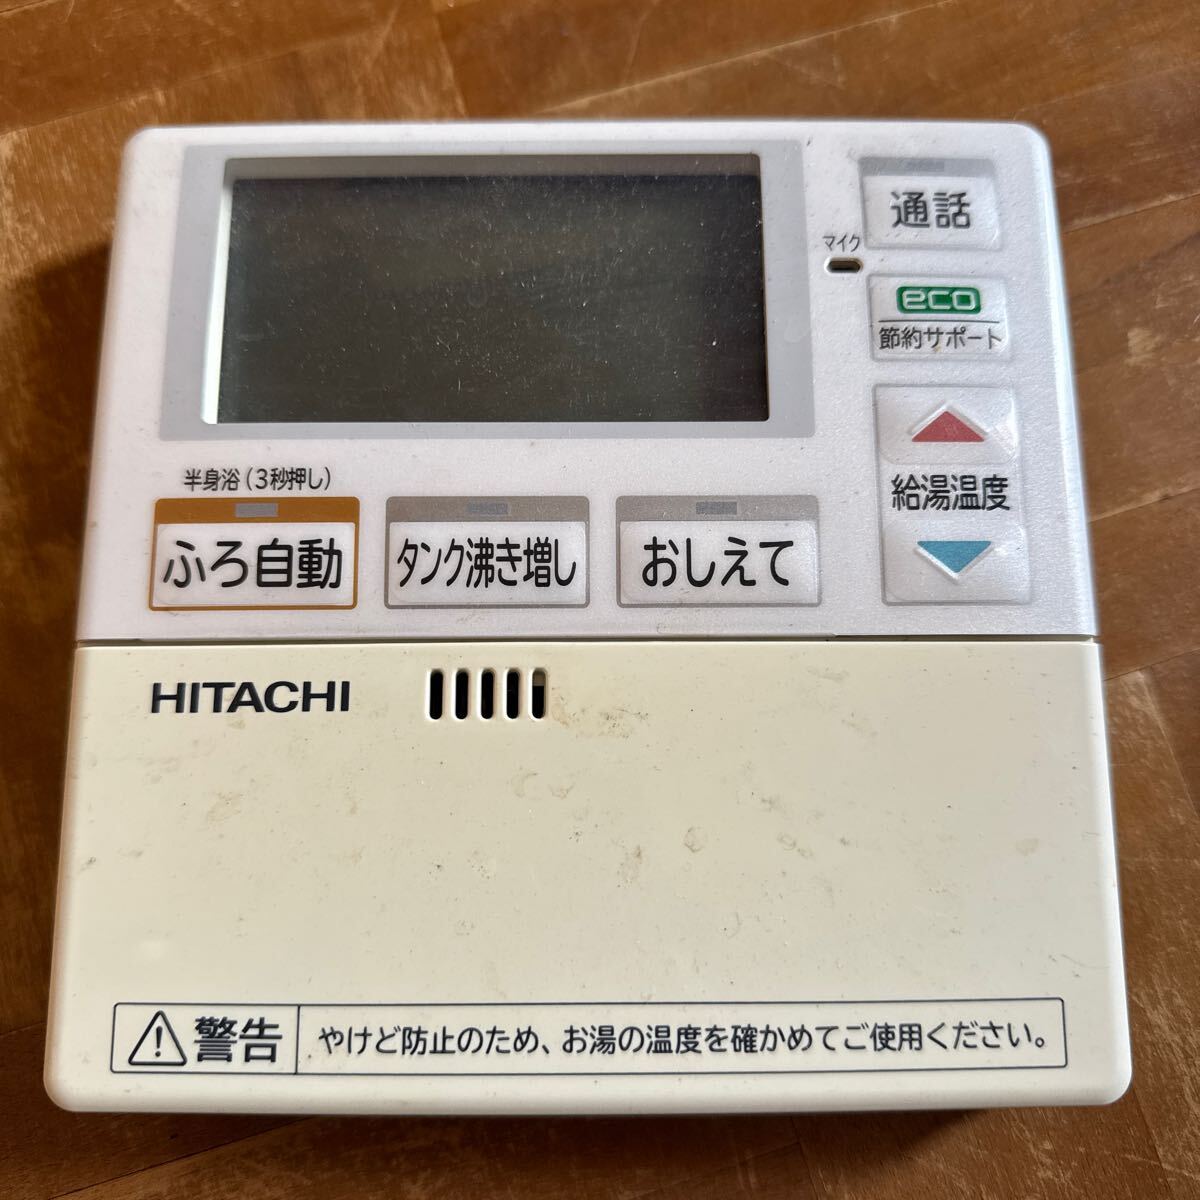 通話
マイク
eco
節約サポート
給湯温度
半身浴(3秒押し)
ふろ自動
タンク沸き増し
おしえて
HITACHI
警告
やけど防止のため、お湯の温度を確かめてご使用ください。